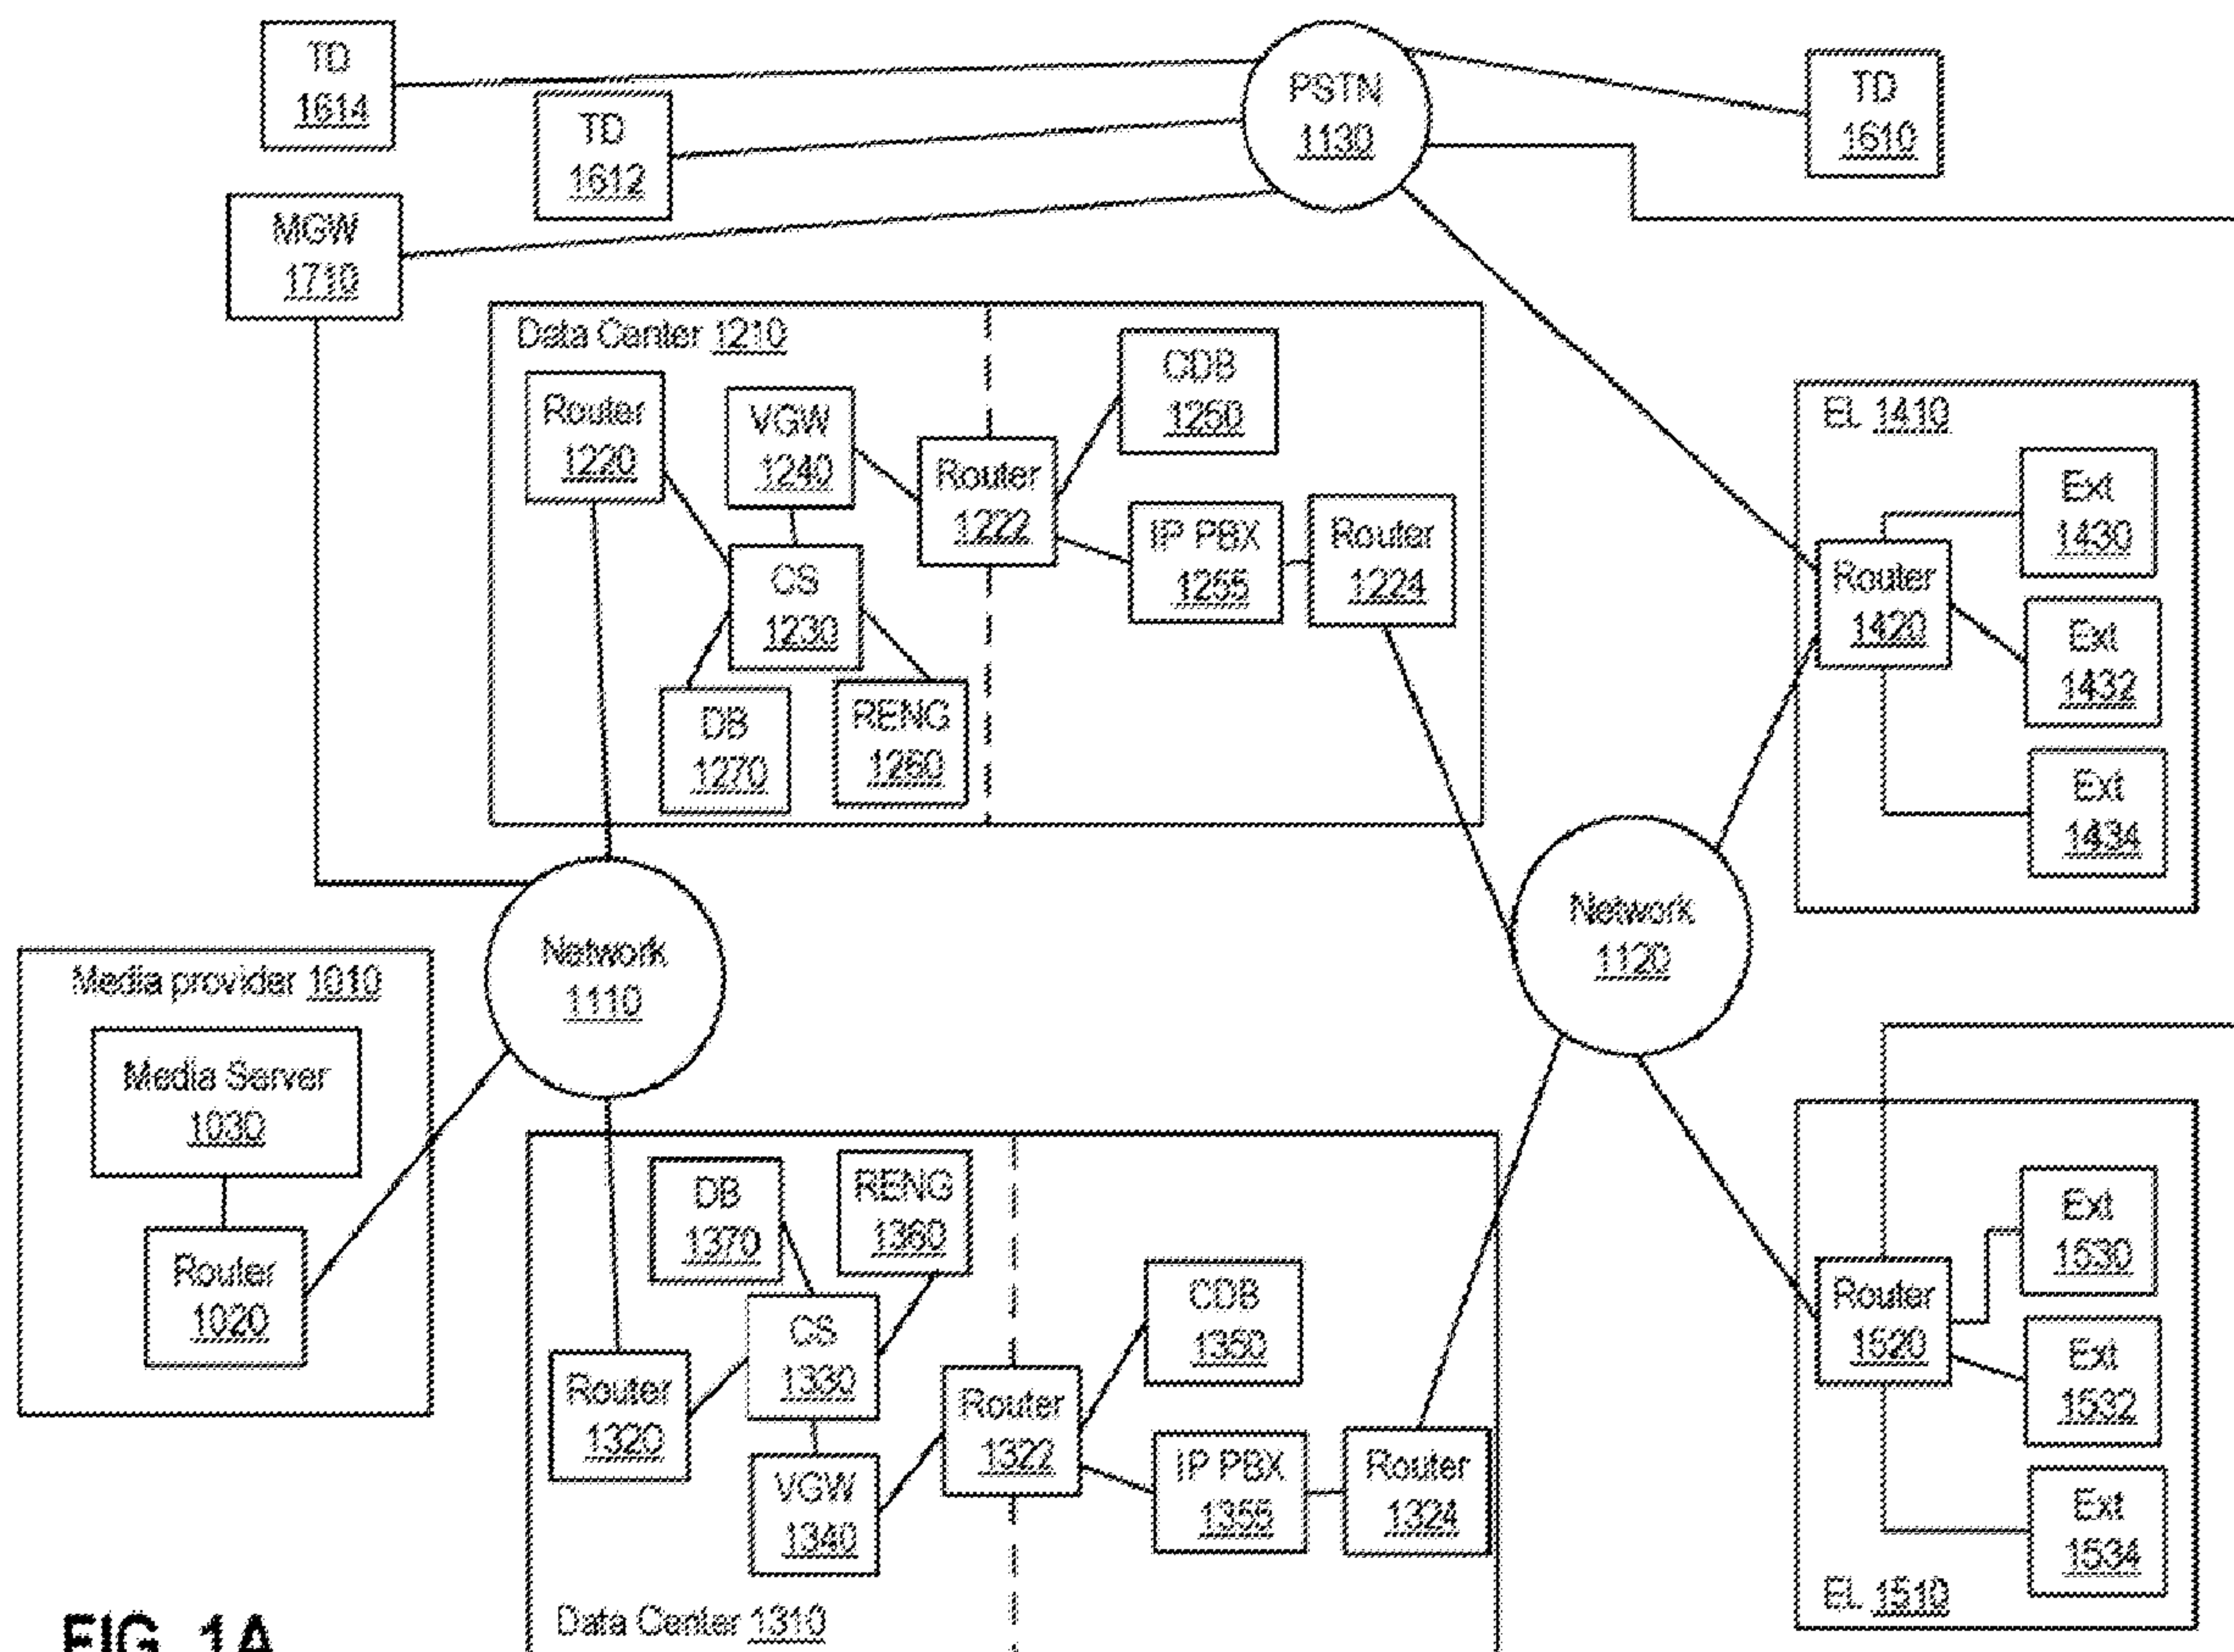 TD
1614
TD
1612
PSTN
1130
TD
1610
MGW
1710
Data Center 1210
Router
1220
VGW
1240
Router
1222
CDB
1250
IP PBX
1255
Router
1224
CS
1230
DB
1270
RENG
1260
EL 1410
Router
1420
Ext
1430
Ext
1432
Ext
1434
Network
1110
Network
1120
Media provider 1010
Media Server
1030
Router
1020
DB
1370
RENG
1360
CS
1330
Router
1320
VGW
1340
Router
1322
CDB
1350
IP PBX
1355
Router
1324
Data Center 1310
Router
1520
Ext
1530
Ext
1532
Ext
1534
EL 1510
FIG. 1A